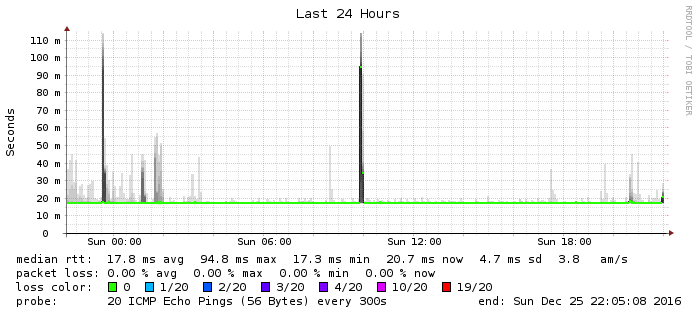 Last 24 Hours
RRDTOOL / TOBI OETIKER
Seconds
110 m
100 m
90 m
80 m
70 m
60 m
50 m
40 m
30 m
20 m
10 m
0
Sun 00:00 Sun 06:00 Sun 12:00 Sun 18:00
median rtt: 17.8 ms avg 94.8 ms max 17.3 ms min 20.7 ms now 4.7 ms sd 3.8 am/s
packet loss: 0.00 % avg 0.00 % max 0.00 % min 0.00 % now
loss color: 0 1/20 2/20 3/20 4/20 10/20 19/20
probe: 20 ICMP Echo Pings (56 Bytes) every 300s end: Sun Dec 25 22:05:08 2016